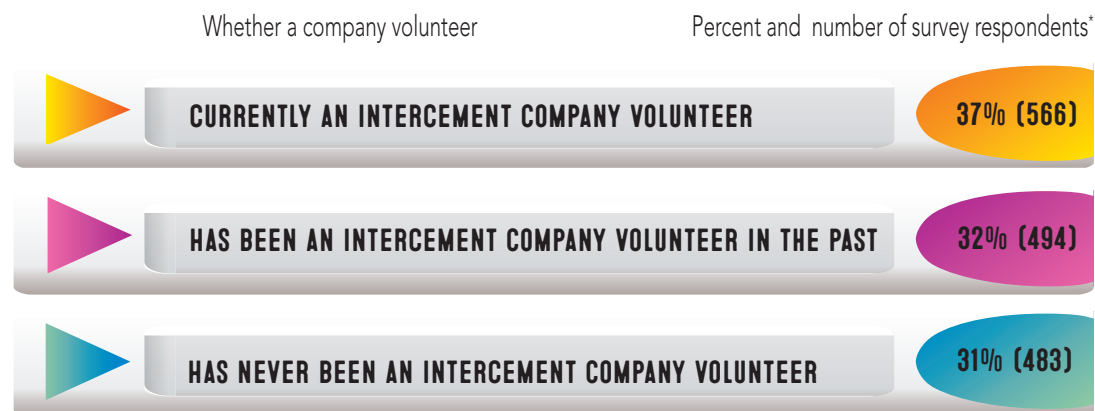 Whether a company volunteer
Percent and number of survey respondents*
CURRENTLY AN INTERCEMENT COMPANY VOLUNTEER
37% (566)
HAS BEEN AN INTERCEMENT COMPANY VOLUNTEER IN THE PAST
32% (494)
HAS NEVER BEEN AN INTERCEMENT COMPANY VOLUNTEER
31% (483)